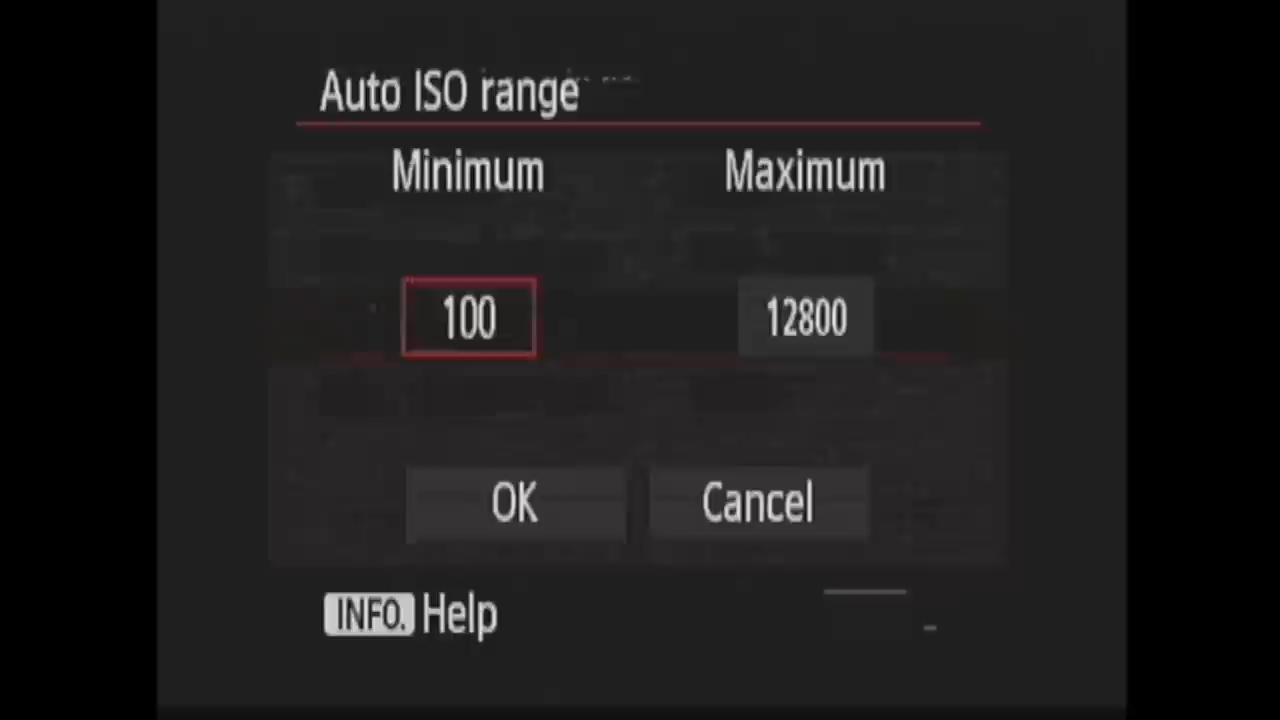 Auto ISO range
Minimum Maximum
100 12800
OK Cancel
INFO. Help